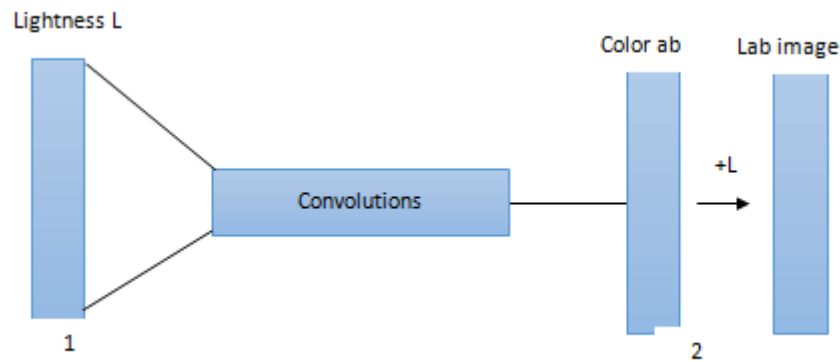 Lightness L
Color ab
Lab image
+L
Convolutions
1
2